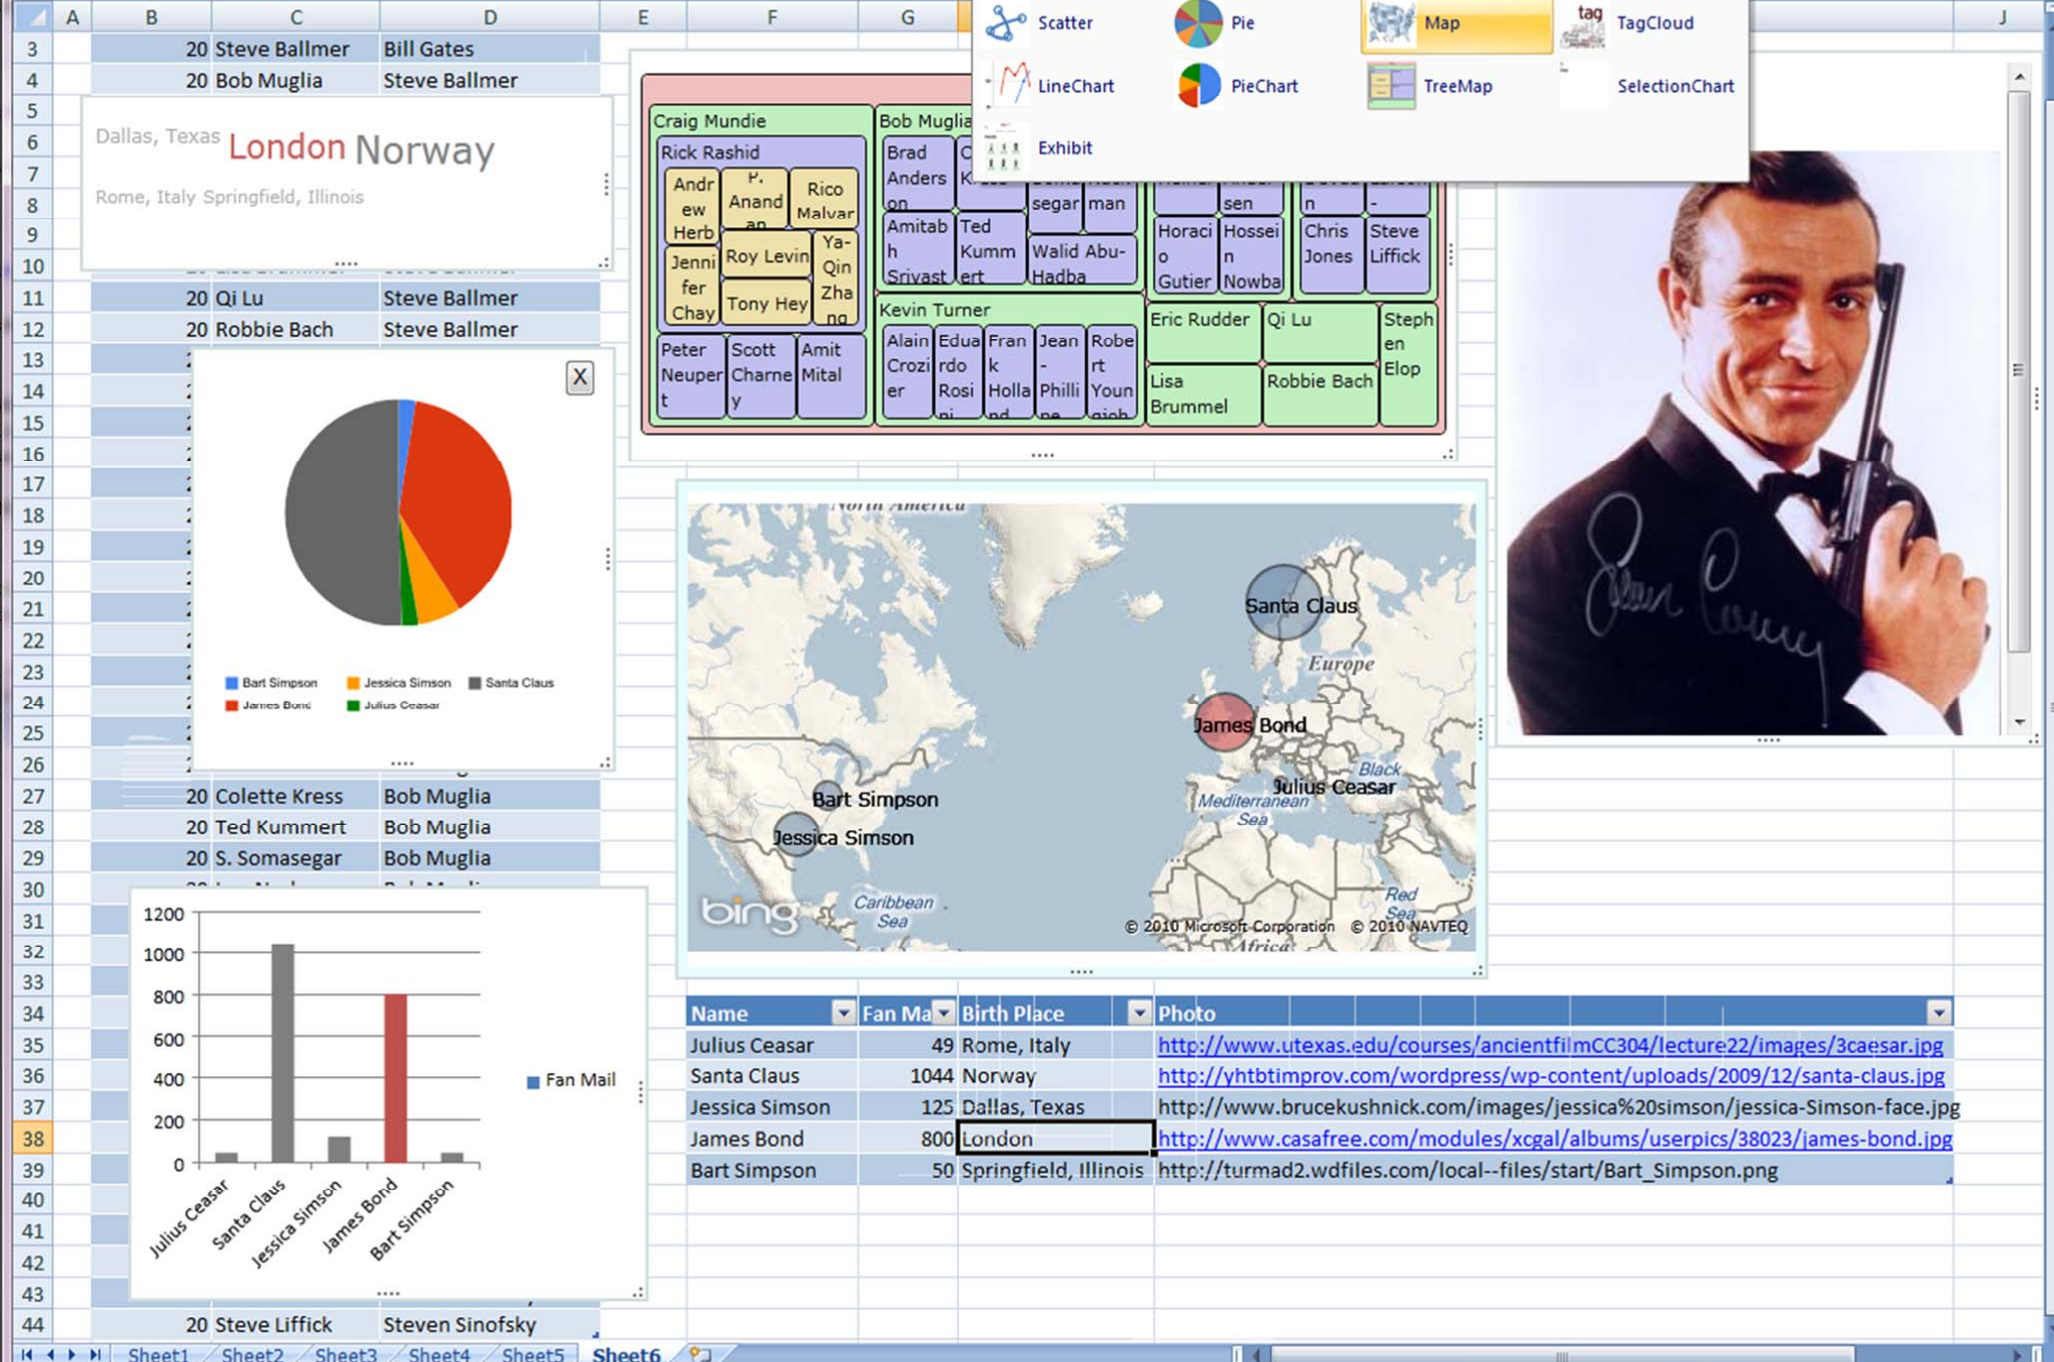 A B C D E F G J
Scatter Pie Map tag TagCloud
LineChart PieChart TreeMap SelectionChart
Exhibit
3 20 Steve Ballmer Bill Gates
4 20 Bob Muglia Steve Ballmer
5
6
7
8
9
10
11 20 Qi Lu Steve Ballmer
12 20 Robbie Bach Steve Ballmer
13
14
15
16
17
18
19
20
21
22
23
24
25
26
27 20 Colette Kress Bob Muglia
28 20 Ted Kummert Bob Muglia
29 20 S. Somasegar Bob Muglia
30
31
32
33
34
35
36
37
38
39
40
41
42
43
44 20 Steve Liffick Steven Sinofsky
Dallas, Texas London Norway
Rome, Italy Springfield, Illinois
Craig Mundie
Rick Rashid
Andr
ew
Herb
P.
Anand
an
Rico
Malvar
Jenni
fer
Chay
Roy Levin
Tony Hey
Ya-
Qin
Zha
ng
Peter
Neuper
t
Scott
Charne
y
Amit
Mital
Bob Muglia
Brad
Anders
on
segar
man
Amitab
h
Srivast
Ted
Kumm
ert
Walid Abu-
Hadba
Kevin Turner
Alain
Crozi
er
Edua
rdo
Rosi
ni
Fran
k
Holla
nd
Jean
-
Philli
pe
Robe
rt
Youn
gjoh
sen
n
-
Horaci
o
Gutier
Hossei
n
Nowba
Chris
Jones
Steve
Liffick
Eric Rudder
Qi Lu
Steph
en
Elop
Lisa
Brummel
Robbie Bach
X
Bart Simpson Jessica Simson Santa Claus
James Bond Julius Ceasar
North America
Santa Claus
Europe
James Bond
Black
Julius Ceasar
Mediterranean
Sea
Bart Simpson
Jessica Simson
bing
Caribbean
Sea
Red
Sea
© 2010 Microsoft Corporation © 2010 NAVTEQ
Africa
Sean Connery
1200
1000
800
600
400
200
0
Fan Mail
Julius Ceasar
Santa Claus
Jessica Simson
James Bond
Bart Simpson
Name Fan Ma Birth Place Photo
Julius Ceasar 49 Rome, Italy http://www.utexas.edu/courses/ancientfilmCC304/lecture22/images/3caesar.jpg
Santa Claus 1044 Norway http://yhtbtimprov.com/wordpress/wp-content/uploads/2009/12/santa-claus.jpg
Jessica Simson 125 Dallas, Texas http://www.brucekushnick.com/images/jessica%20simson/jessica-Simson-face.jpg
James Bond 800 London http://www.casafree.com/modules/xcgal/albums/userpics/38023/james-bond.jpg
Bart Simpson 50 Springfield, Illinois http://turmad2.wdfiles.com/local--files/start/Bart_Simpson.png
Sheet1 Sheet2 Sheet3 Sheet4 Sheet5 Sheet6